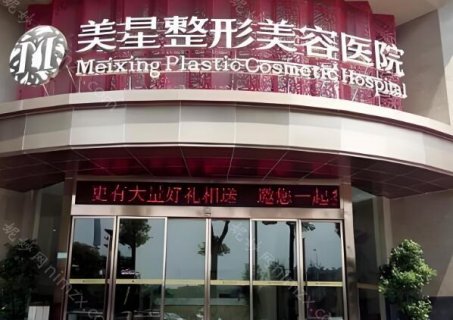 美星整形美容医院
M
Meixing Plastic Cosmetic Hospital
更有大量好礼相送 邀您一起